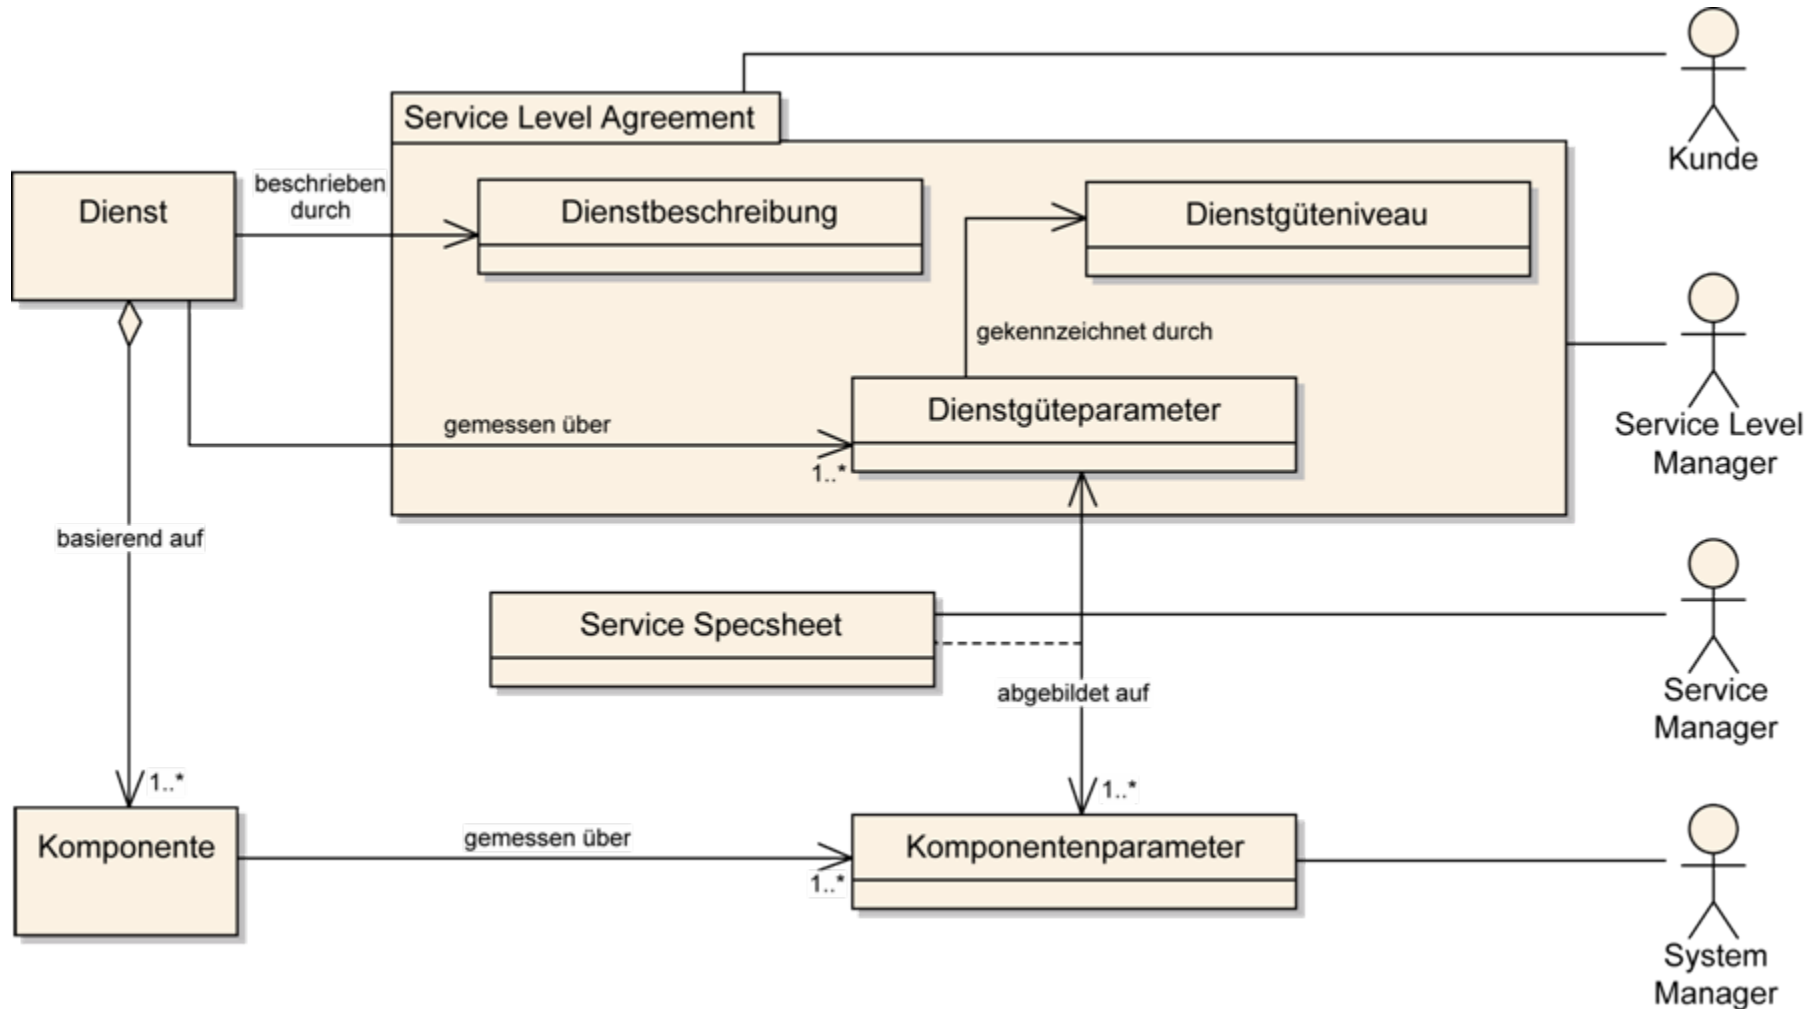 Kunde
Service Level Agreement
Dienst
beschrieben
durch
Dienstbeschreibung
Dienstgüteniveau
gekennzeichnet durch
Dienstgüteparameter
gemessen über
1..*
Service Level
Manager
basierend auf
Service Specsheet
abgebildet auf
Service
Manager
1..*
1..*
Komponente
gemessen über
1..*
Komponentenparameter
System
Manager